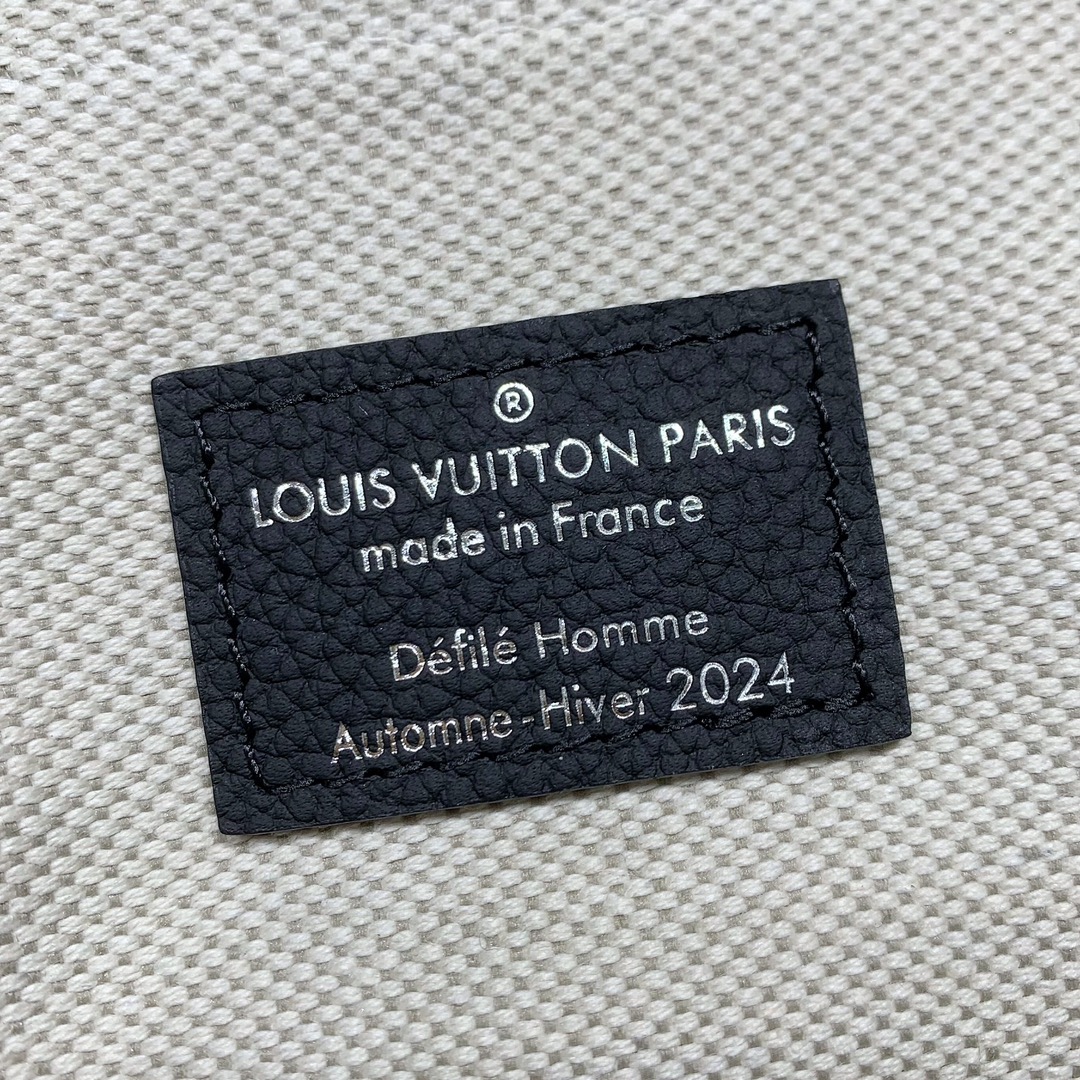 ®
LOUIS VUITTON PARIS
made in France
Défilé Homme
Automne-Hiver 2024